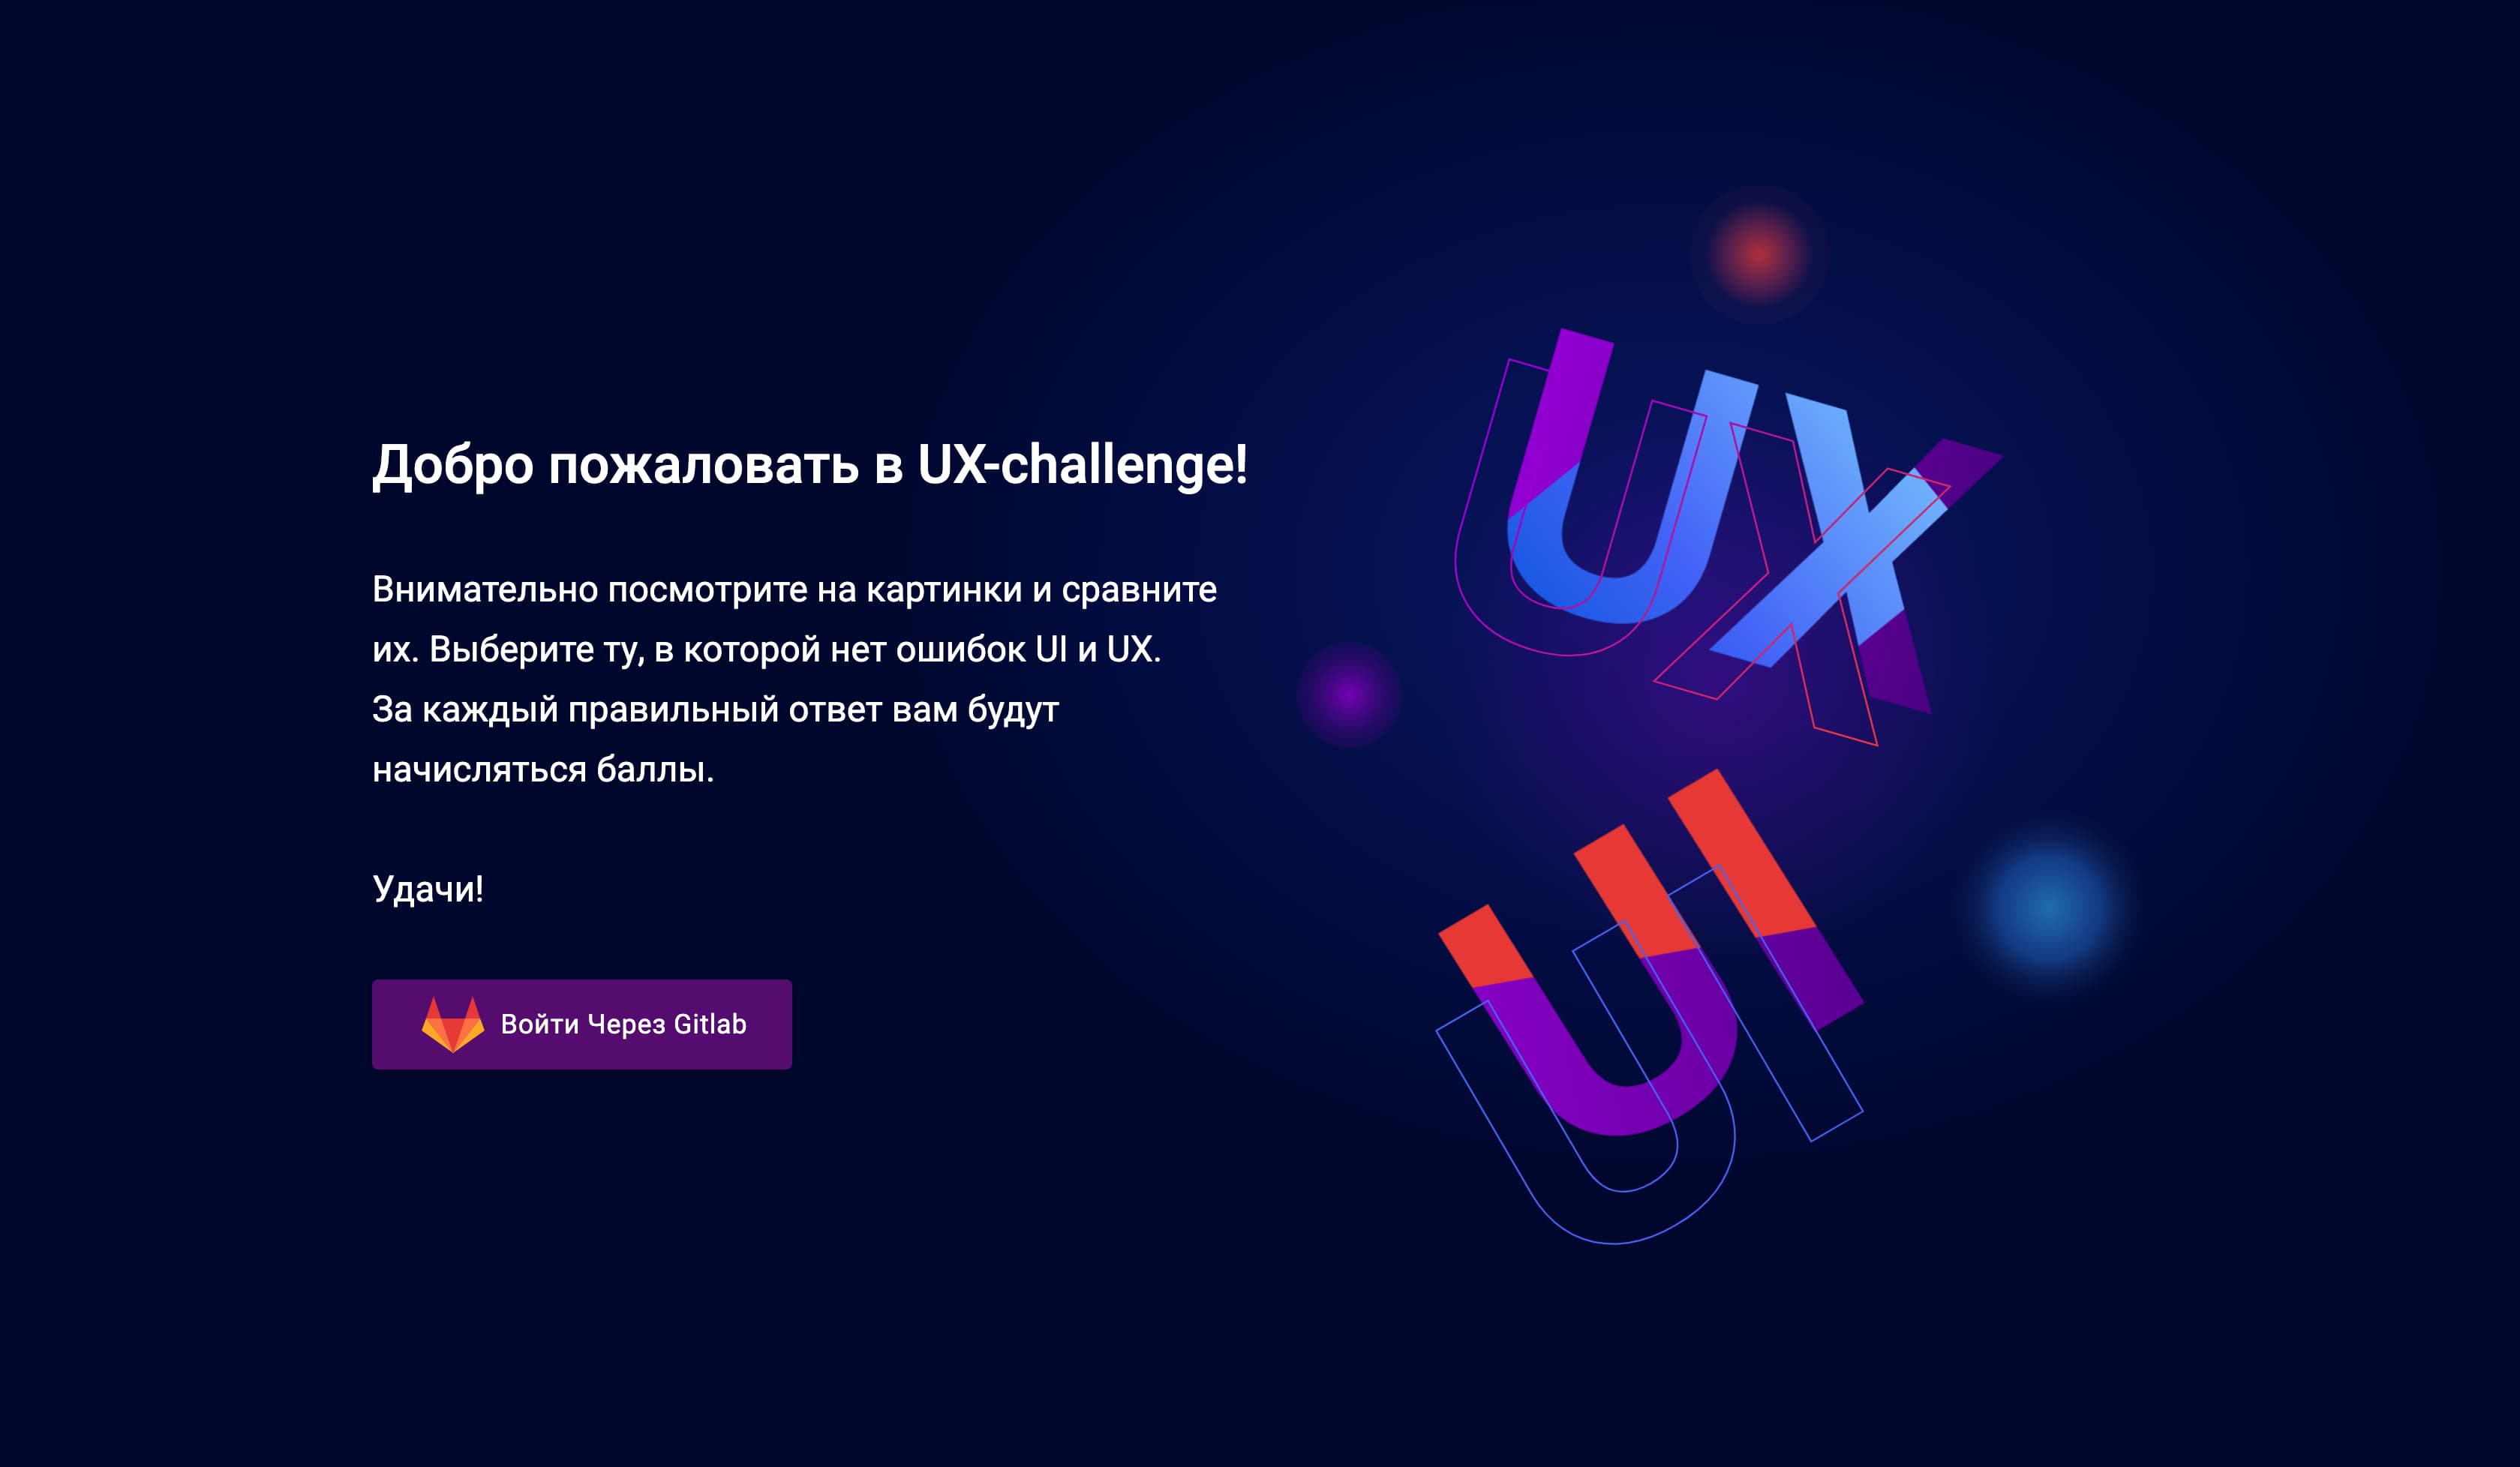 Добро пожаловать в UX-challenge!
Внимательно посмотрите на картинки и сравните
их. Выберите ту, в которой нет ошибок UI и UX.
За каждый правильный ответ вам будут
начисляться баллы.
Удачи!
Войти Через Gitlab
UX
UI